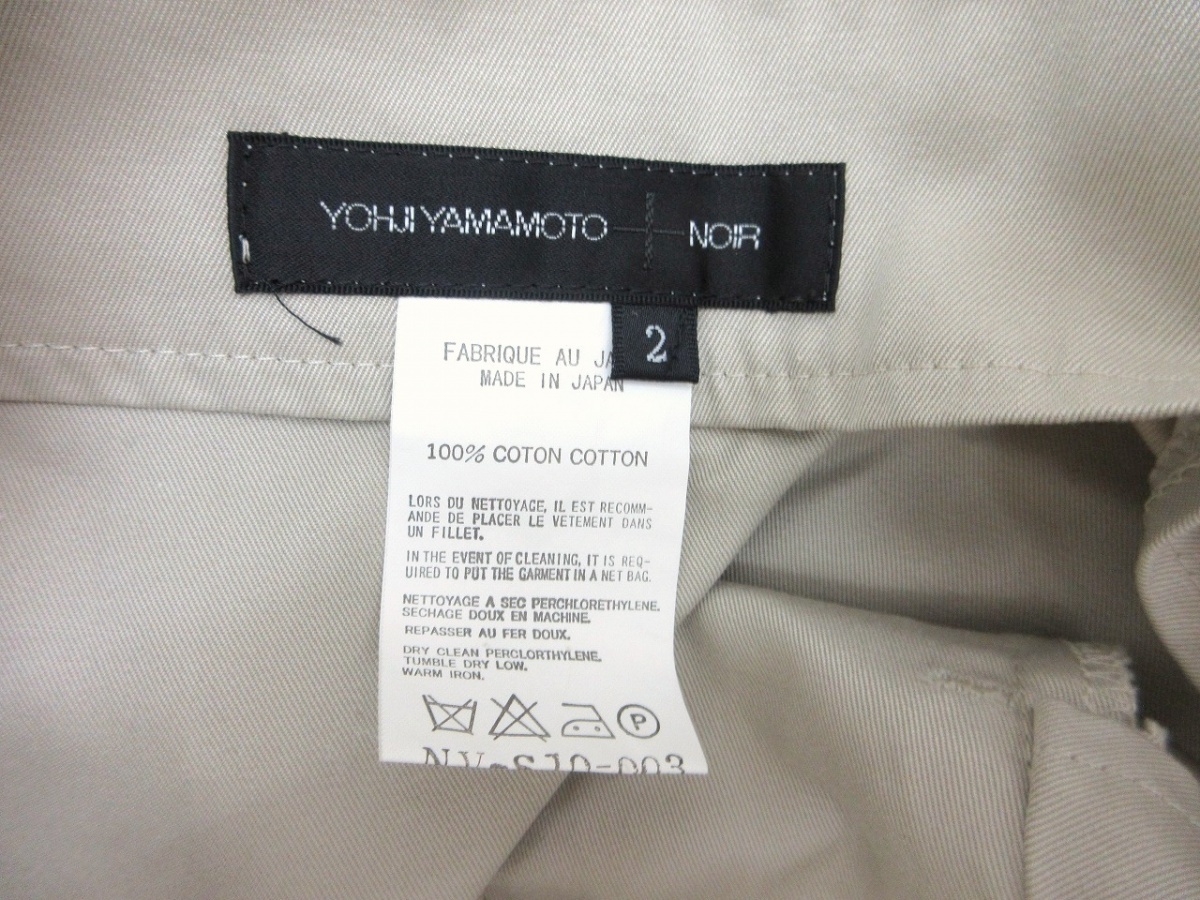 YOHJI YAMAMOTO NOIR
2
FABRIQUE AU
MADE IN JAPAN
100% COTON COTTON
LORS DU NETTOYAGE, IL EST RECOMM-
ANDE DE PLACER LE VETEMENT DANS
UN FILLET.
IN THE EVENT OF CLEANING, IT IS REQ-
UIRED TO PUT THE GARMENT IN A NET BAG.
NETTOYAGE A SEC PERCHLORETHYLENE.
SECHAGE DOUX EN MACHINE.
REPASSER AU FER DOUX.
DRY CLEAN PERCLORTHYLENE.
TUMBLE DRY LOW.
WARM IRON.
P